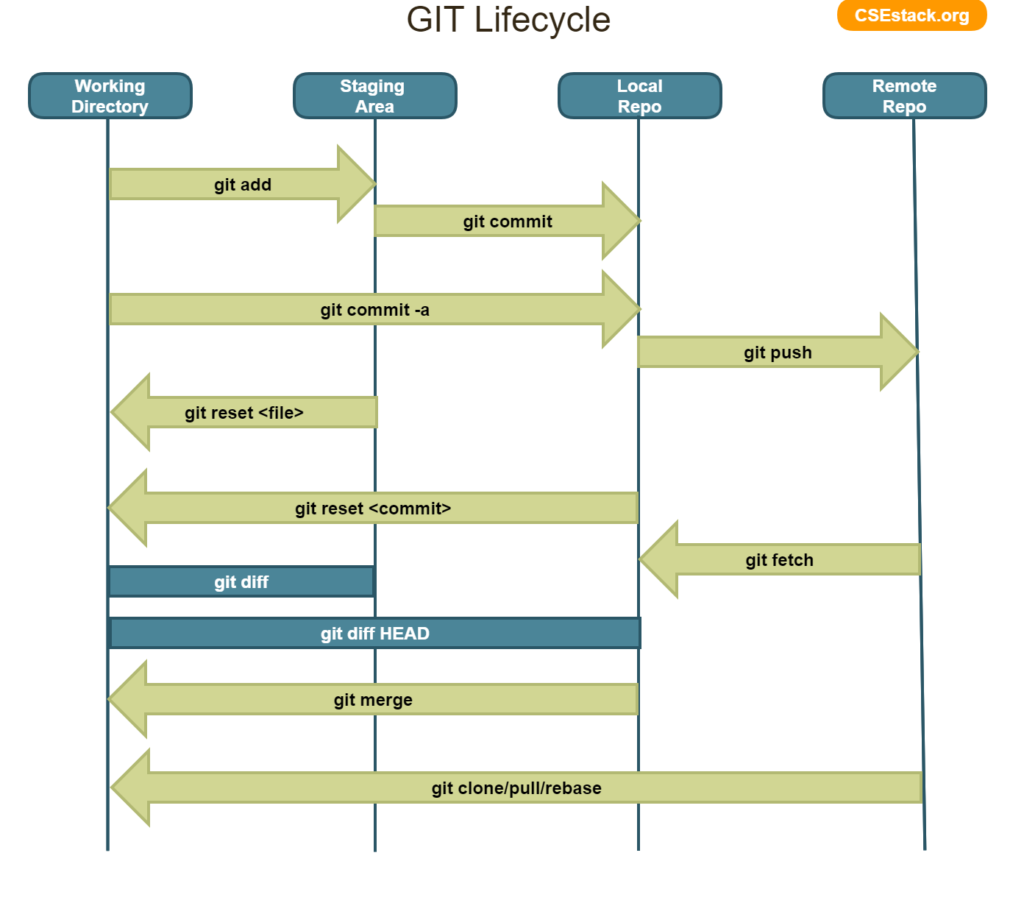 GIT Lifecycle
CSEstack.org
Working
Directory
Staging
Area
Local
Repo
Remote
Repo
git add
git commit
git commit -a
git push
git reset <file>
git reset <commit>
git fetch
git diff
git diff HEAD
git merge
git clone/pull/rebase